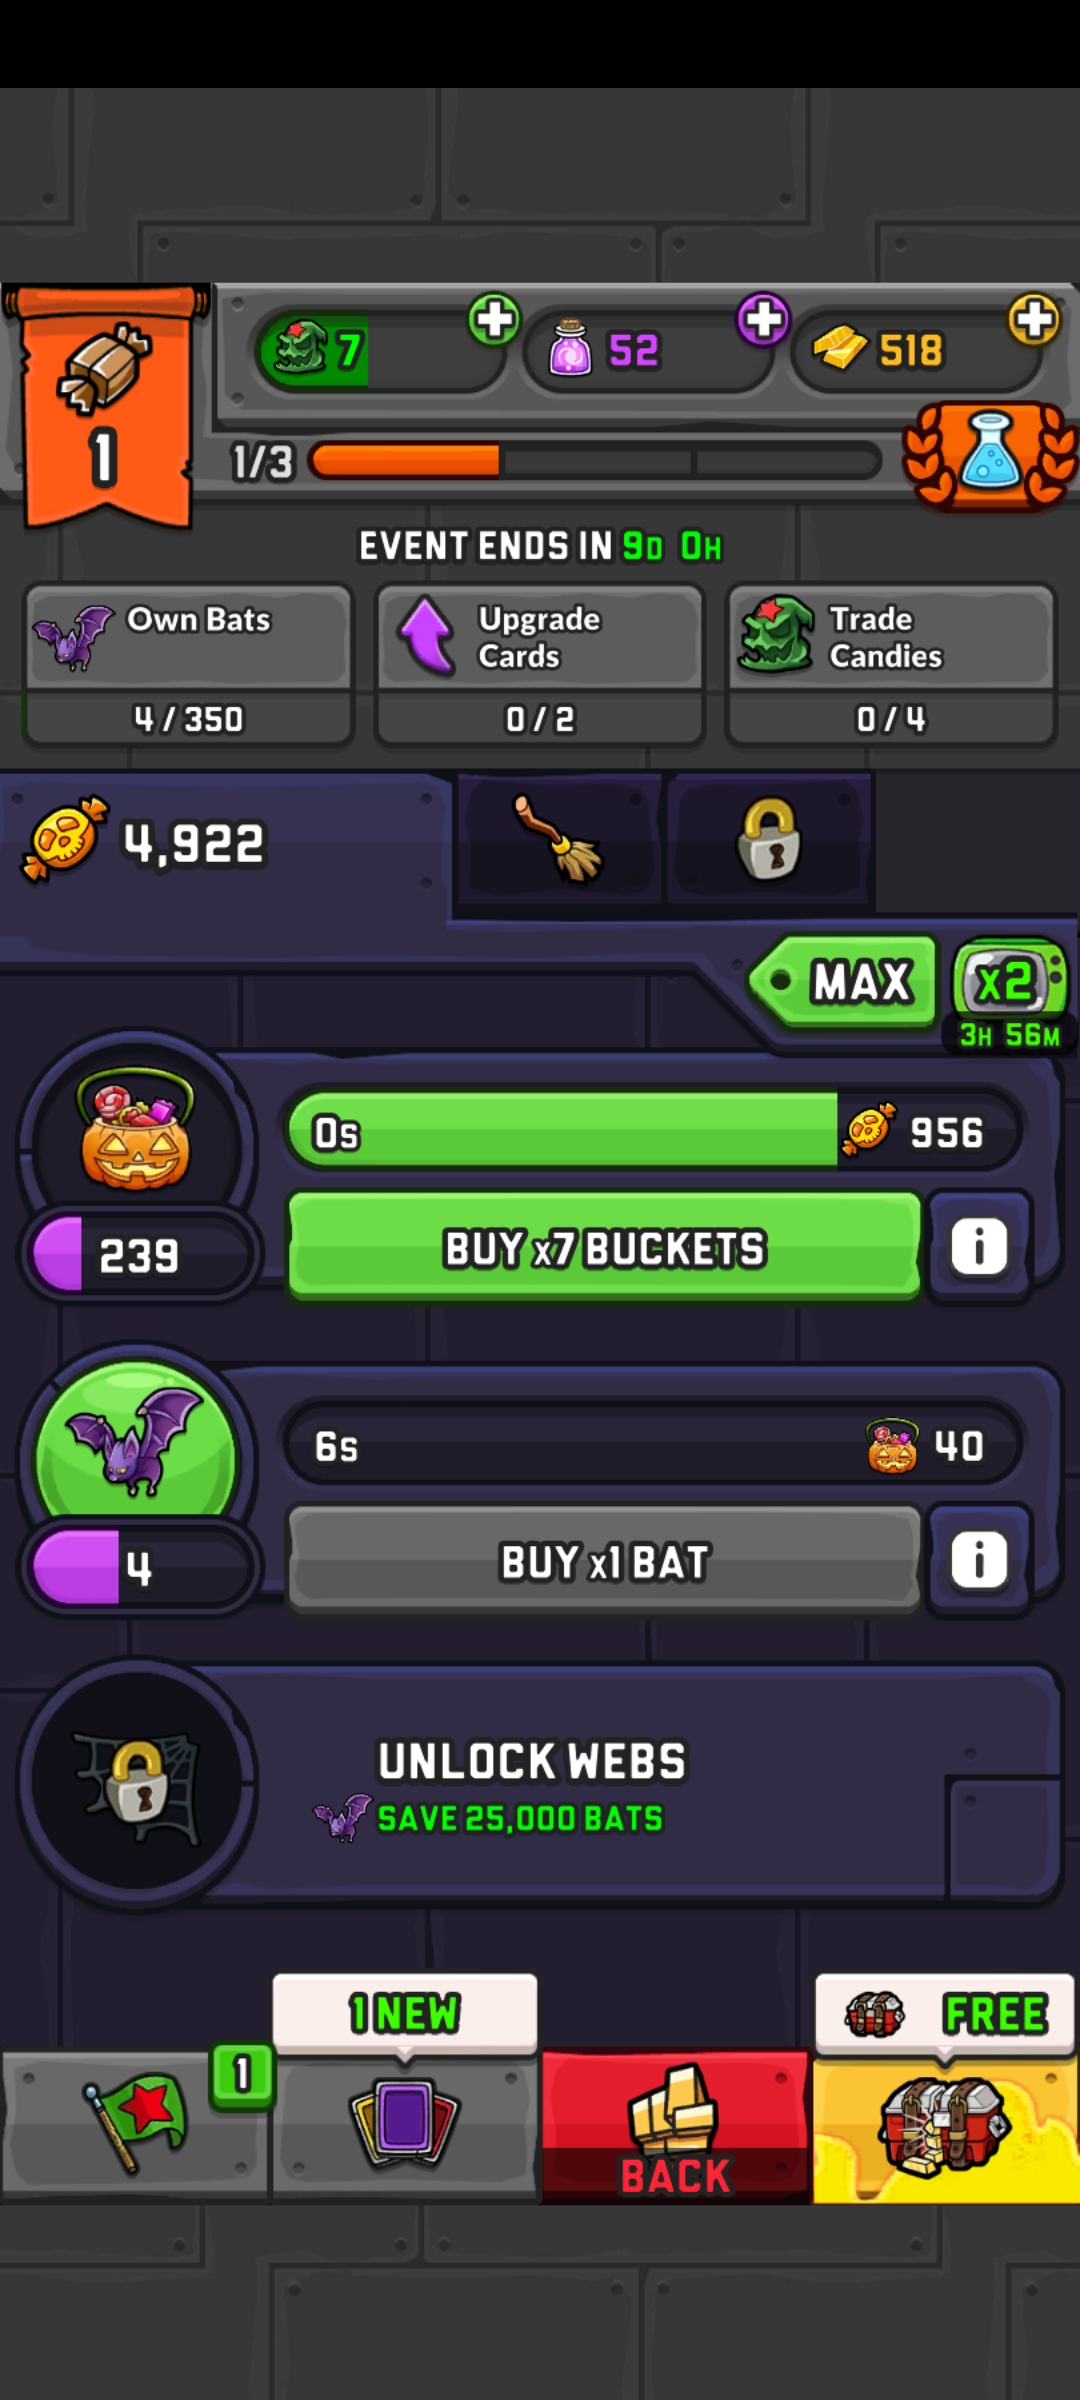 7
52
518
1
1/3
EVENT ENDS IN 9D 0H
Own Bats
4 / 350
Upgrade
Cards
0 / 2
Trade
Candies
0 / 4
4,922
MAX
x2
3H 56M
0s
956
239
BUY x7 BUCKETS
i
6s
40
4
BUY x1 BAT
i
UNLOCK WEBS
SAVE 25,000 BATS
1 NEW
FREE
1
BACK